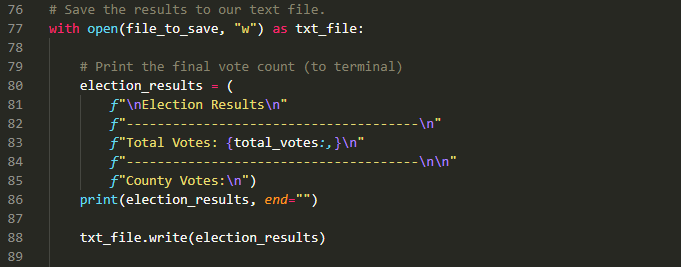 76 # Save the results to our text file.
77 with open(file_to_save, "w") as txt_file:
78
79     # Print the final vote count (to terminal)
80     election_results = (
81         f"\nElection Results\n"
82         f"-------------------------------------\n"
83         f"Total Votes: {total_votes:,}\n"
84         f"-------------------------------------\n\n"
85         f"County Votes:\n")
86     print(election_results, end="")
87
88     txt_file.write(election_results)
89